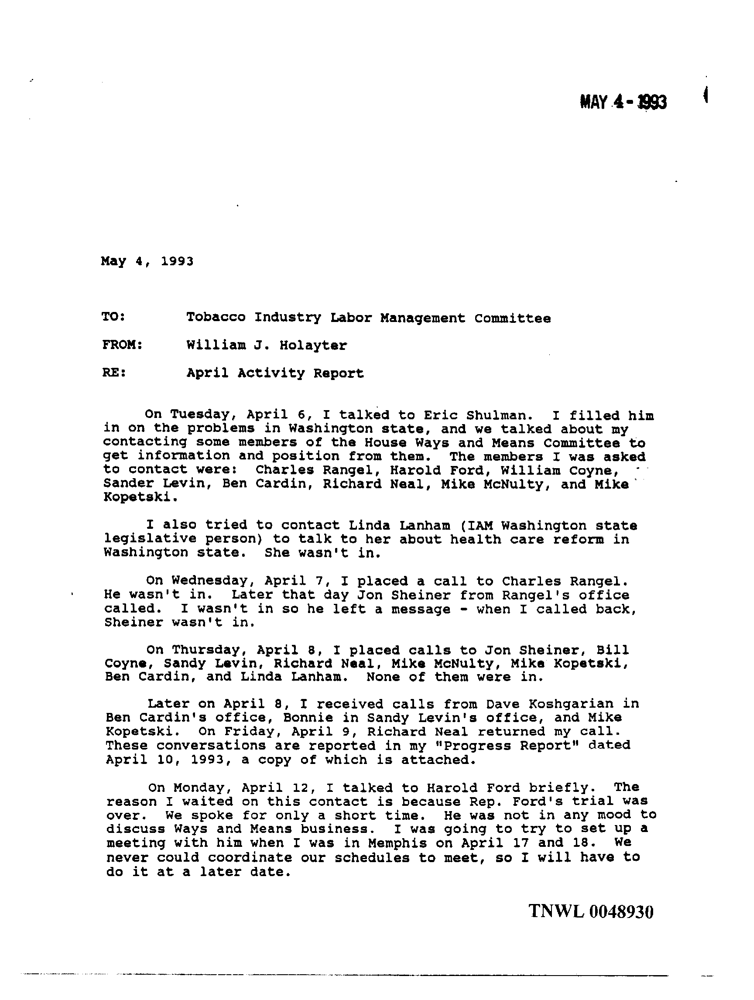 MAY 4-1993
May 4, 1993
TO: Tobacco Industry Labor Management Committee
FROM: William J. Holayter
RE: April Activity Report
On Tuesday, April 6, I talked to Eric Shulman. I filled him
in on the problems in Washington state, and we talked about my
contacting some members of the House Ways and Means Committee to
get information and position from them. The members I was asked
to contact were: Charles Rangel, Harold Ford, William Coyne,
Sander Levin, Ben Cardin, Richard Neal, Mike McNulty, and Mike
Kopetski.
I also tried to contact Linda Lanham (IAM Washington state
legislative person) to talk to her about health care reform in
Washington state. She wasn't in.
On Wednesday, April 7, I placed a call to Charles Rangel.
He wasn't in. Later that day Jon Sheiner from Rangel's office
called. I wasn't in so he left a message - when I called back,
Sheiner wasn't in.
On Thursday, April 8, I placed calls to Jon Sheiner, Bill
Coyne, Sandy Levin, Richard Neal, Mike McNulty, Mike Kopetski,
Ben Cardin, and Linda Lanham. None of them were in.
Later on April 8, I received calls from Dave Koshgarian in
Ben Cardin's office, Bonnie in Sandy Levin's office, and Mike
Kopetski. On Friday, April 9, Richard Neal returned my call.
These conversations are reported in my "Progress Report" dated
April 10, 1993, a copy of which is attached.
On Monday, April 12, I talked to Harold Ford briefly. The
reason I waited on this contact is because Rep. Ford's trial was
over. We spoke for only a short time. He was not in any mood to
discuss Ways and Means business. I was going to try to set up a
meeting with him when I was in Memphis on April 17 and 18. We
never could coordinate our schedules to meet, so I will have to
do it at a later date.
TNWL 0048930